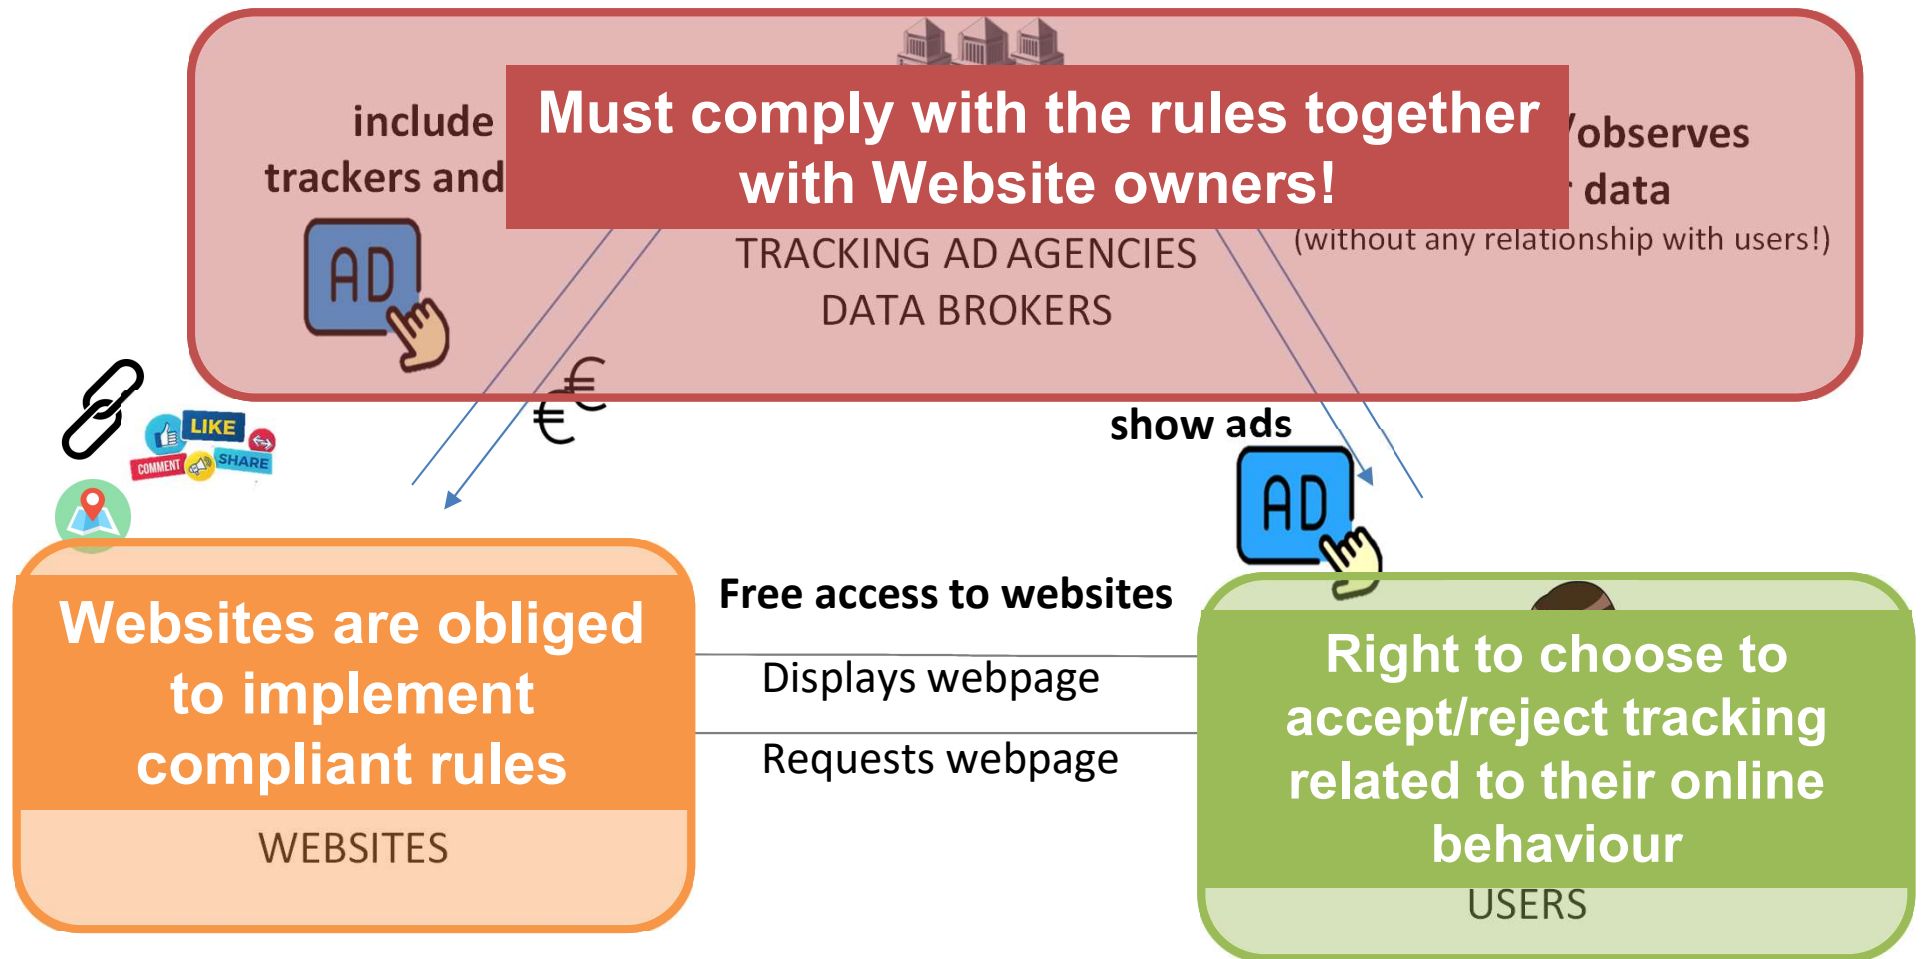 Must comply with the rules together
with Website owners!
include
trackers and
/observes
data
(without any relationship with users!)
AD
TRACKING AD AGENCIES
DATA BROKERS
€
€
LIKE
COMMENT
SHARE
show ads
AD
Free access to websites
Displays webpage
Requests webpage
Websites are obliged
to implement
compliant rules
WEBSITES
Right to choose to
accept/reject tracking
related to their online
behaviour
USERS